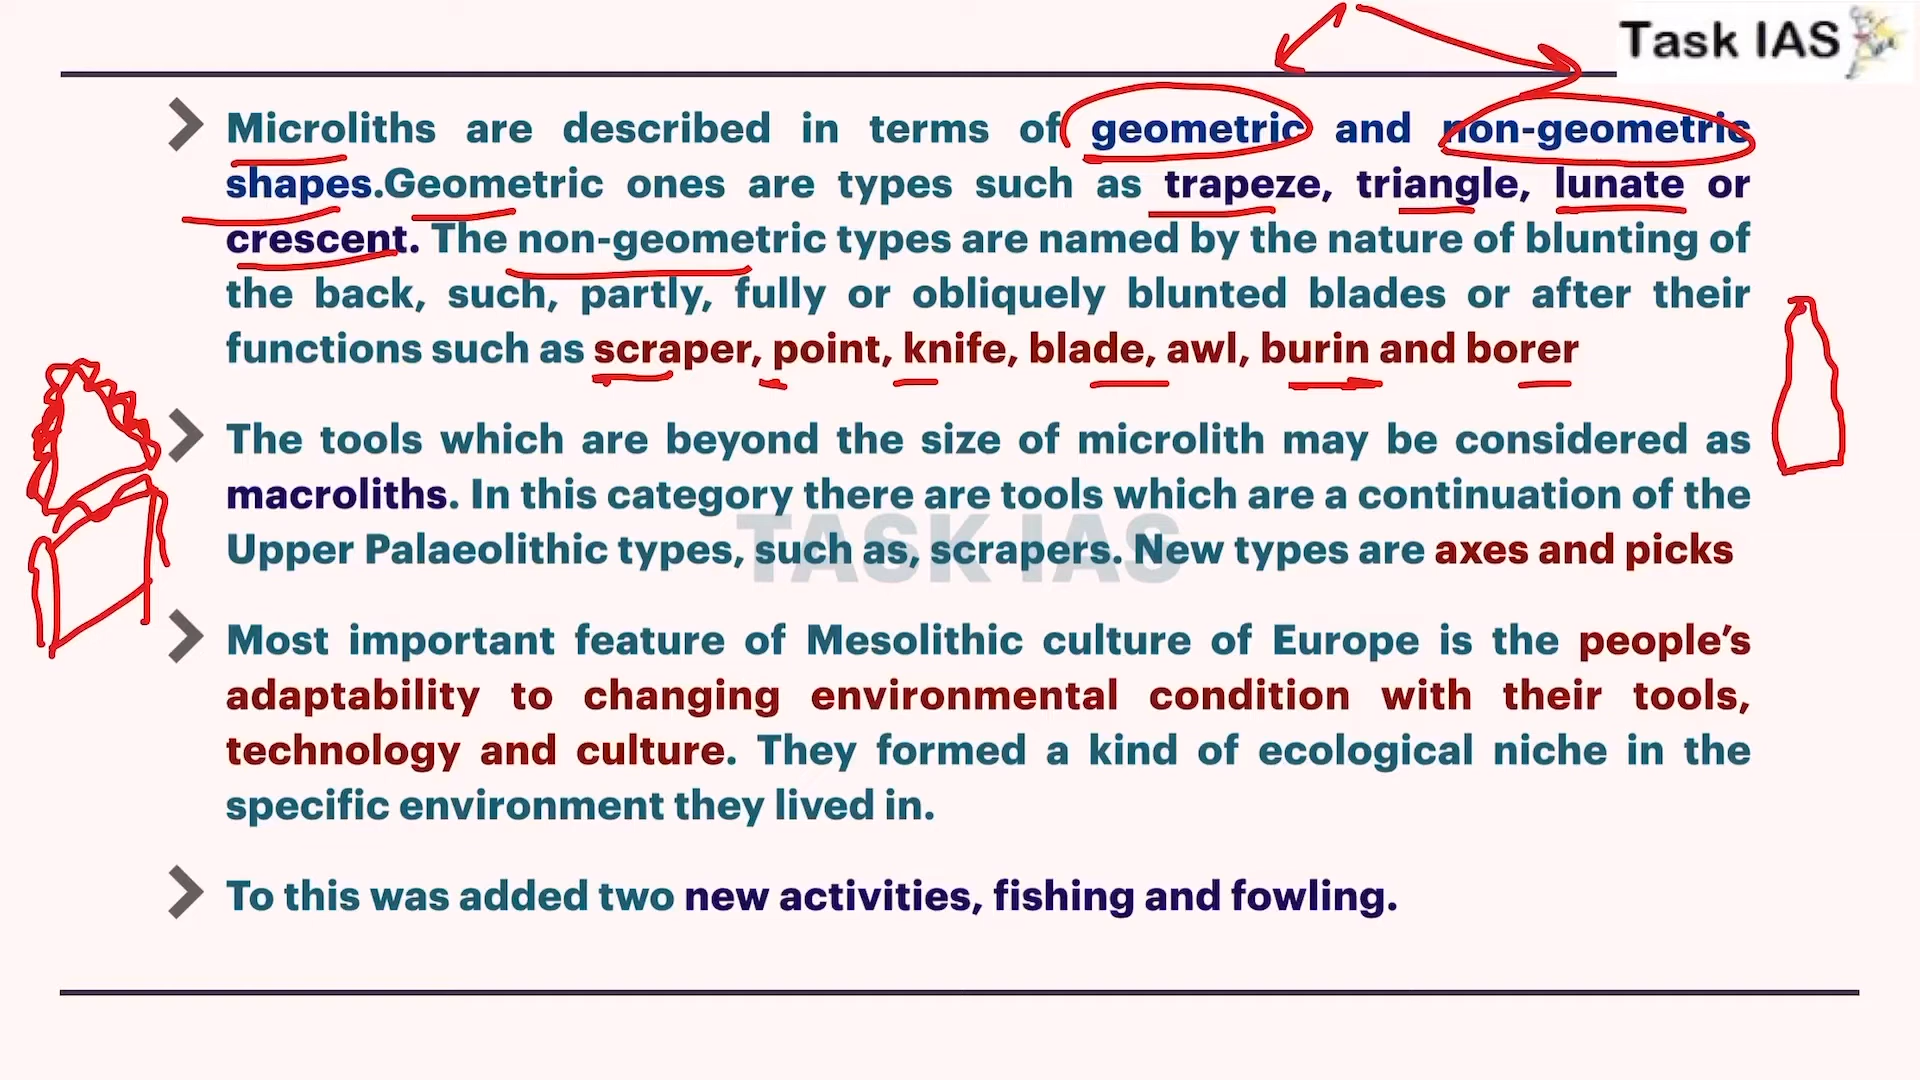 Task IAS
Microliths are described in terms of geometric and non-geometric
shapes.Geometric ones are types such as trapeze, triangle, lunate or
crescent. The non-geometric types are named by the nature of blunting of
the back, such, partly, fully or obliquely blunted blades or after their
functions such as scraper, point, knife, blade, awl, burin and borer
The tools which are beyond the size of microlith may be considered as
macroliths. In this category there are tools which are a continuation of the
Upper Palaeolithic types, such as, scrapers. New types are axes and picks
TASK IAS
Most important feature of Mesolithic culture of Europe is the people’s
adaptability to changing environmental condition with their tools,
technology and culture. They formed a kind of ecological niche in the
specific environment they lived in.
To this was added two new activities, fishing and fowling.